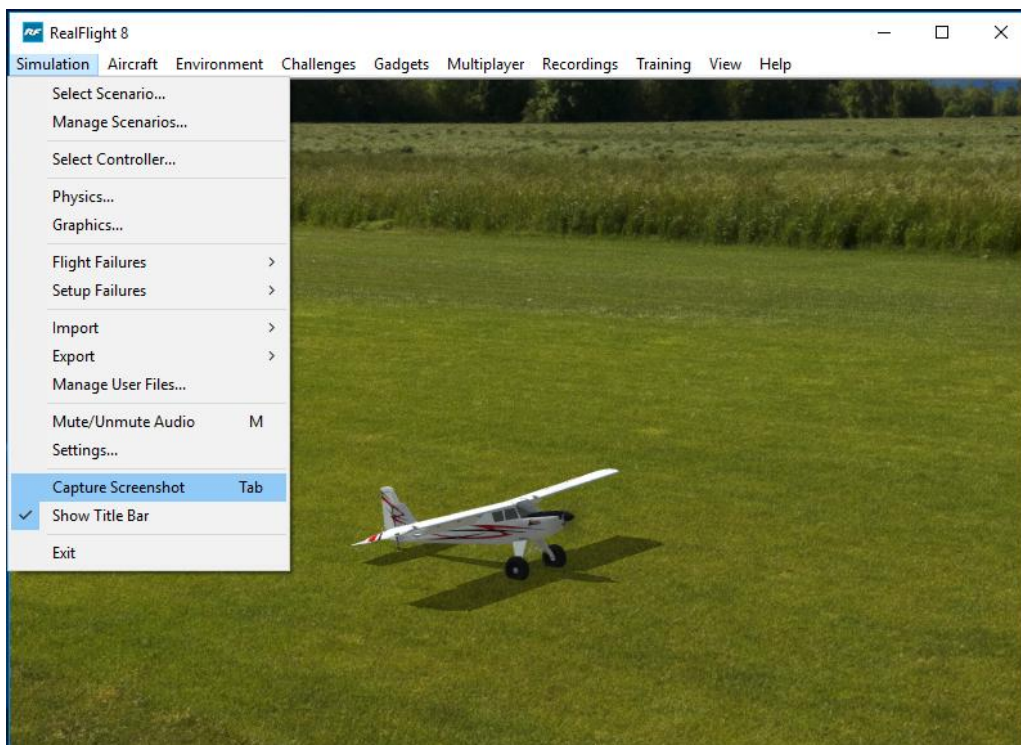 RF RealFlight 8
Simulation Aircraft Environment Challenges Gadgets Multiplayer Recordings Training View Help
Select Scenario...
Manage Scenarios...
Select Controller...
Physics...
Graphics...
Flight Failures
Setup Failures
Import
Export
Manage User Files...
Mute/Unmute Audio M
Settings...
Capture Screenshot Tab
Show Title Bar
Exit